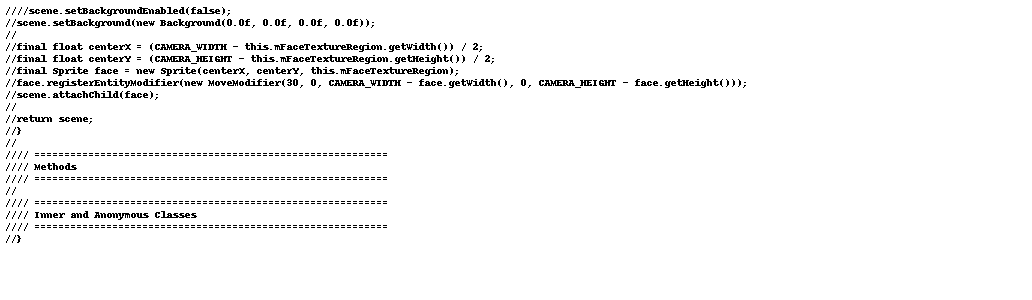 ////scene.setBackgroundEnabled(false);
//scene.setBackground(new Background(0.0f, 0.0f, 0.0f, 0.0f));
//
//final float centerX = (CAMERA_WIDTH - this.mFaceTextureRegion.getWidth()) / 2;
//final float centerY = (CAMERA_HEIGHT - this.mFaceTextureRegion.getHeight()) / 2;
//final Sprite face = new Sprite(centerX, centerY, this.mFaceTextureRegion);
//face.registerEntityModifier(new MoveModifier(30, 0, CAMERA_WIDTH - face.getWidth(), 0, CAMERA_HEIGHT - face.getHeight()));
//scene.attachChild(face);
//
//return scene;
//}
//
//// ===========================================================
//// Methods
//// ===========================================================
//
//// ===========================================================
//// Inner and Anonymous Classes
//// ===========================================================
//}